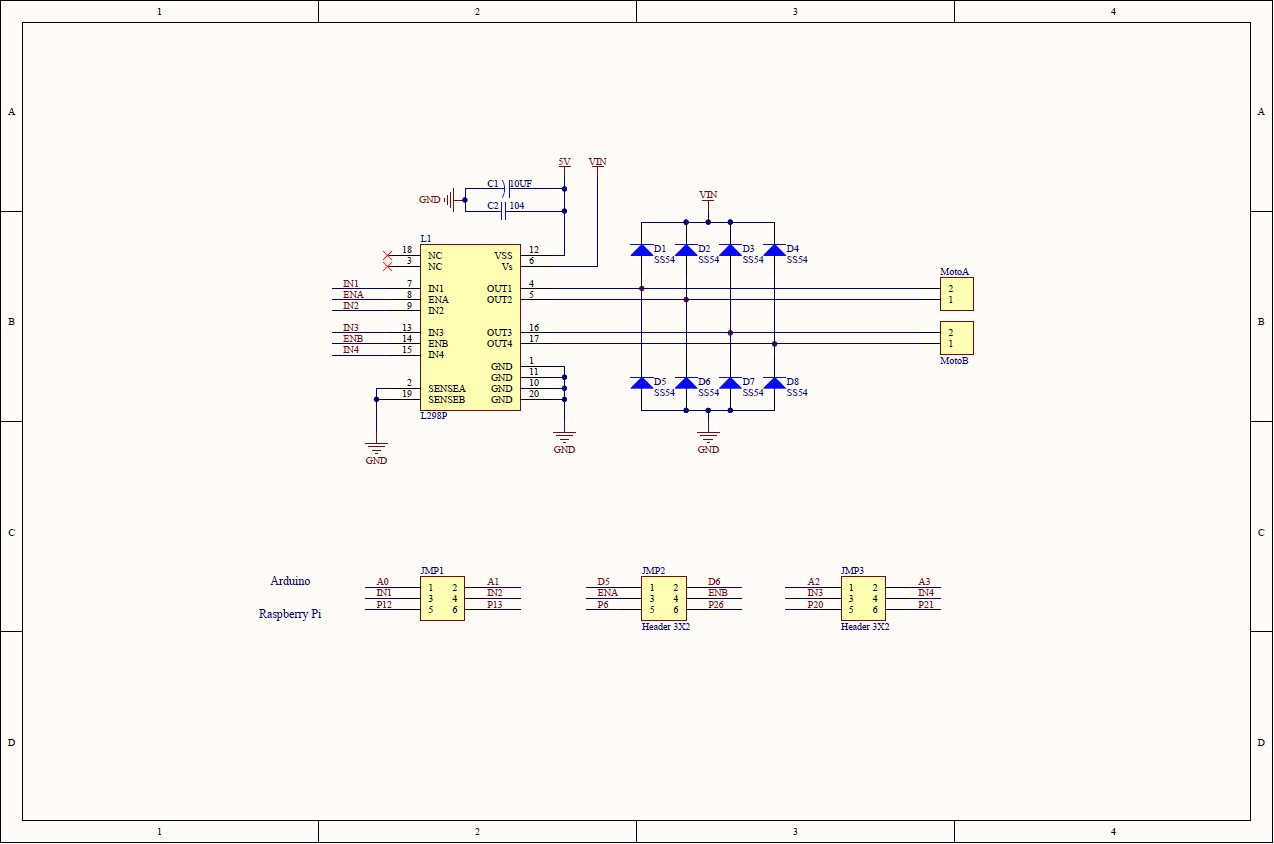 1 2 3 4
A A
5V VIN
C1 10UF
GND
C2 104
VIN
L1
18 NC VSS 12
3 NC Vs 6
D1 D2 D3 D4
SS54 SS54 SS54 SS54
MotoA
IN1 7 IN1 OUT1 4 2
ENA 8 ENA OUT2 5 1
IN2 9 IN2
B B
IN3 13 IN3 OUT3 16 2
ENB 14 ENB OUT4 17 1
IN4 15 IN4
MotoB
GND 1
GND 11
2 SENSEA GND 10
19 SENSEB GND 20
D5 D6 D7 D8
SS54 SS54 SS54 SS54
L298P
GND GND
GND
C C
JMP1 JMP2 JMP3
Arduino
A0 1 2 A1 D5 1 2 D6 A2 1 2 A3
IN1 3 4 IN2 ENA 3 4 ENB IN3 3 4 IN4
P12 5 6 P13 P6 5 6 P26 P20 5 6 P21
Raspberry Pi
Header 3X2 Header 3X2
D D
1 2 3 4